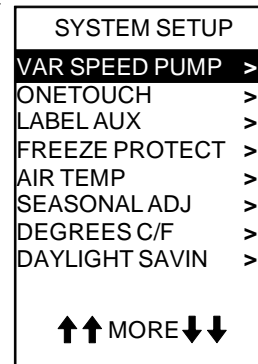 SYSTEM SETUP
VAR SPEED PUMP >
ONETOUCH >
LABEL AUX >
FREEZE PROTECT >
AIR TEMP >
SEASONAL ADJ >
DEGREES C/F >
DAYLIGHT SAVIN >
⬆⬆ MORE ⬇⬇